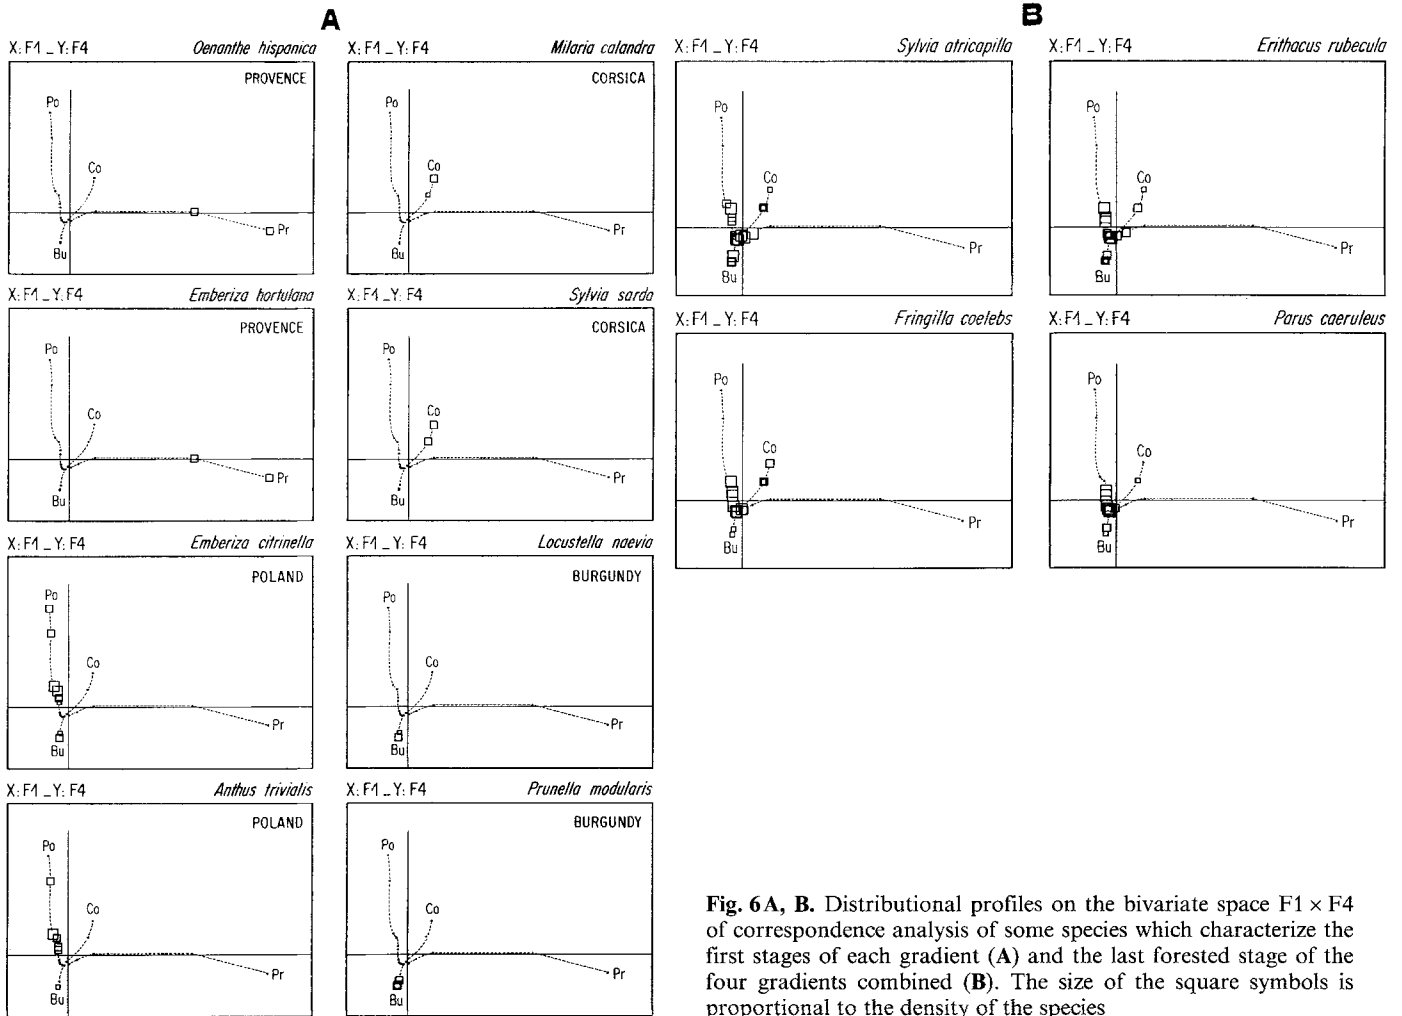 A
X: F1 _ Y: F4 Oenanthe hispanica
PROVENCE
Po
Co
Pr
Bu
X: F1 _ Y: F4 Milaria calandra
CORSICA
Po
Co
Pr
Bu
X: F1 _ Y: F4 Emberiza hortulana
PROVENCE
Po
Co
Pr
Bu
X: F1 _ Y: F4 Sylvia sarda
CORSICA
Po
Co
Pr
Bu
X: F1 _ Y: F4 Emberiza citrinella
POLAND
Po
Co
Pr
Bu
X: F1 _ Y: F4 Locustella naevia
BURGUNDY
Po
Co
Pr
Bu
X: F1 _ Y: F4 Anthus trivialis
POLAND
Po
Co
Pr
Bu
X: F1 _ Y: F4 Prunella modularis
BURGUNDY
Po
Co
Pr
Bu
B
X: F1 _ Y: F4 Sylvia atricapilla
Po
Co
Pr
Bu
X: F1 _ Y: F4 Erithacus rubecula
Po
Co
Pr
Bu
X: F1 _ Y: F4 Fringilla coelebs
Po
Co
Pr
Bu
X: F1 _ Y: F4 Parus caeruleus
Po
Co
Pr
Bu
Fig. 6 A, B. Distributional profiles on the bivariate space F1 × F4
of correspondence analysis of some species which characterize the
first stages of each gradient (A) and the last forested stage of the
four gradients combined (B). The size of the square symbols is
proportional to the density of the species